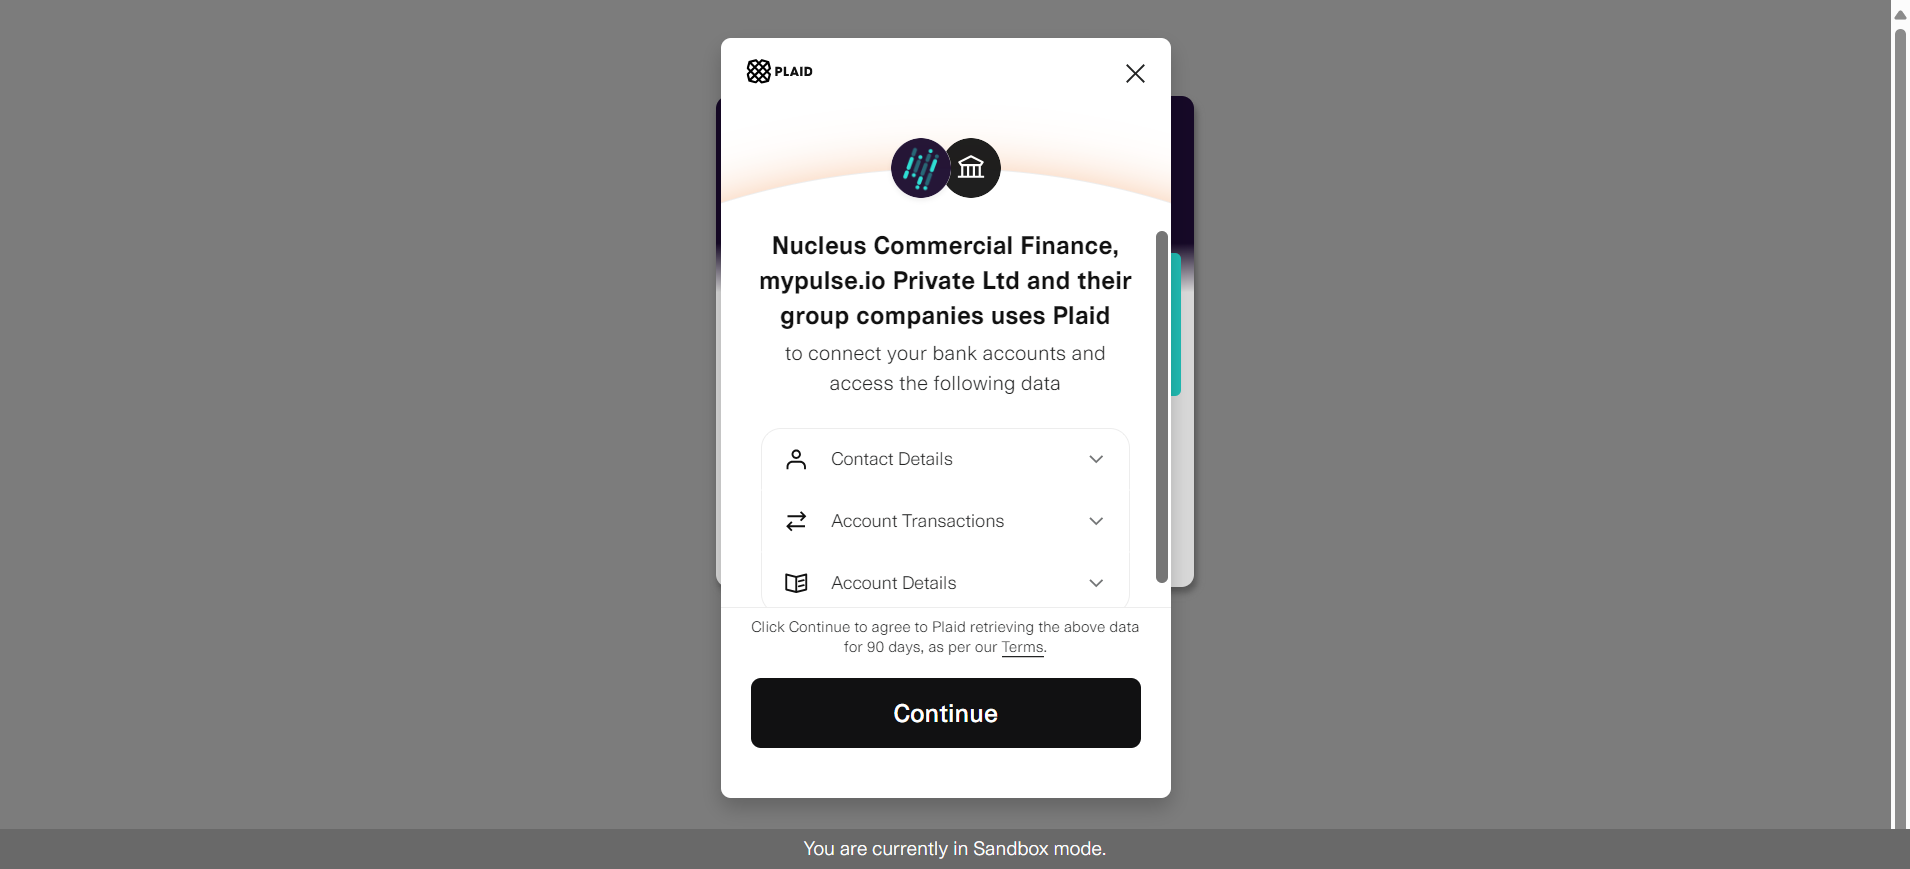 PLAID
Nucleus Commercial Finance,
mypulse.io Private Ltd and their
group companies uses Plaid
to connect your bank accounts and
access the following data
Contact Details
Account Transactions
Account Details
Click Continue to agree to Plaid retrieving the above data
for 90 days, as per our Terms.
Continue
You are currently in Sandbox mode.